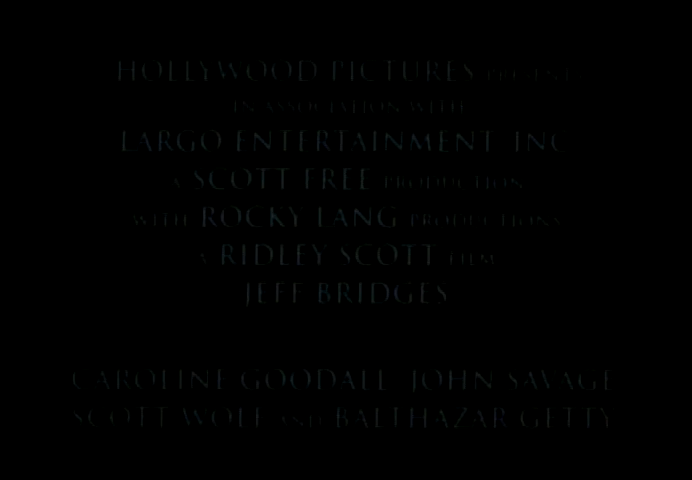 HOLLYWOOD PICTURES PRESENT
IN ASSOCIATION WITH
LARGO ENTERTAINMENT INC
A SCOTT FREE PRODUCTION
WITH ROCKY LANG PRODUCTIONS
A RIDLEY SCOTT FILM
JEFF BRIDGES
CAROLINE GOODALL JOHN SAVAGE
SCOTT WOLF AND BALTHAZAR GETTY